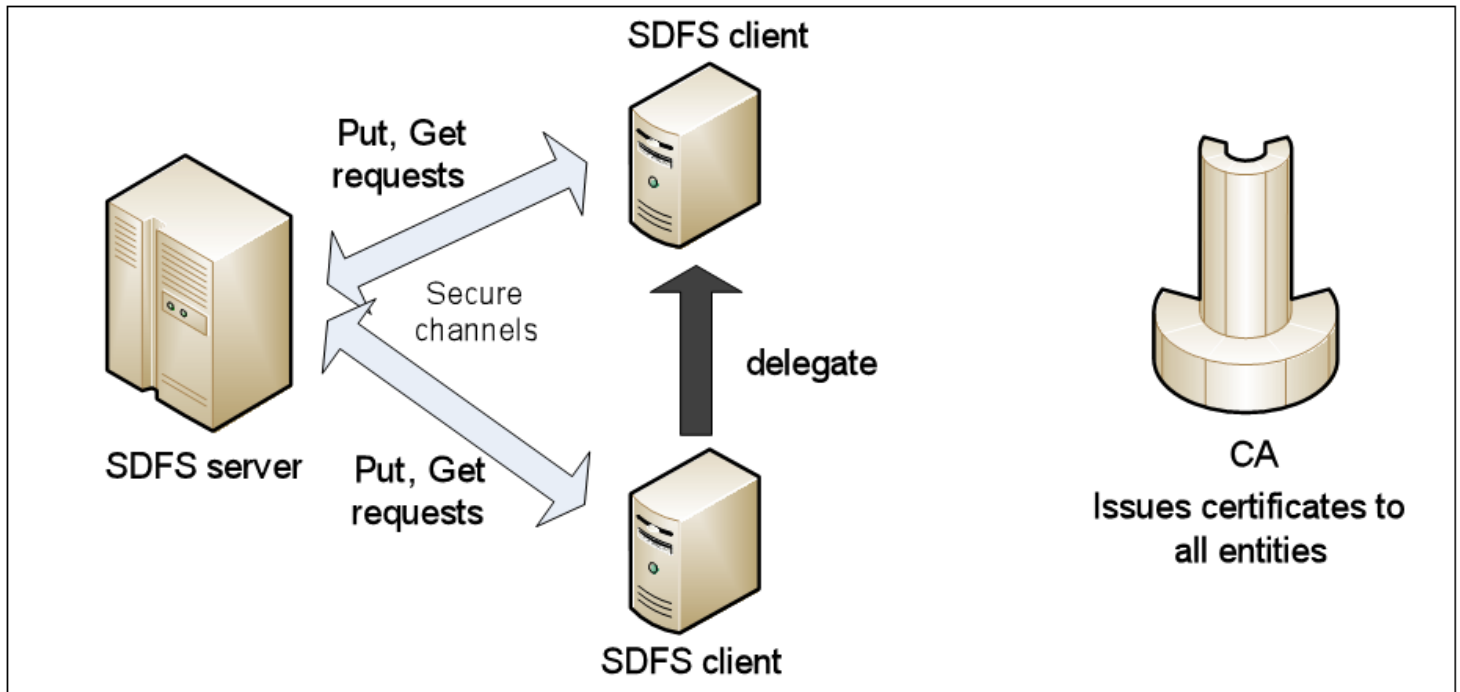 SDFS client
Put, Get
requests
Secure
channels
delegate
SDFS server
Put, Get
requests
SDFS client
CA
Issues certificates to
all entities